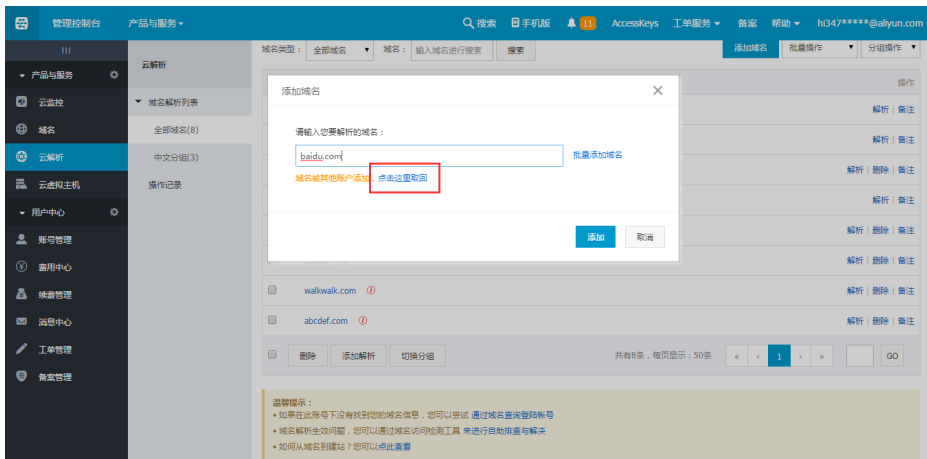 管理控制台 产品与服务 搜索 手机版 11 AccessKeys 工单服务 备案 帮助 hi347*****@aliyun.com
产品与服务
云监控
域名
云解析
云虚拟主机
用户中心
账号管理
费用中心
续费管理
消息中心
工单管理
备案管理
云解析
域名解析列表
全部域名(8)
中文分组(3)
操作记录
域名类型: 全部域名 域名: 输入域名进行搜索 搜索 添加域名 批量操作 分组操作
操作
添加域名
请输入您要解析的域名:
baidu.com 批量添加域名
域名被其他账户添加,点击这里取回
添加 取消
解析 | 备注
解析 | 备注
解析 | 删除 | 备注
解析 | 备注
解析 | 删除 | 备注
解析 | 删除 | 备注
walkwalk.com 解析 | 删除 | 备注
abcdef.com 解析 | 删除 | 备注
删除 添加解析 切换分组 共有8条,每页显示:50条 « ‹ 1 › » GO
温馨提示:
• 如果在此账号下没有找到您的域名信息,您可以尝试 通过域名查询登陆帐号
• 域名解析生效问题,您可以通过域名访问检测工具 来进行自助排查与解决
• 如何从域名到建站?您可以点此查看